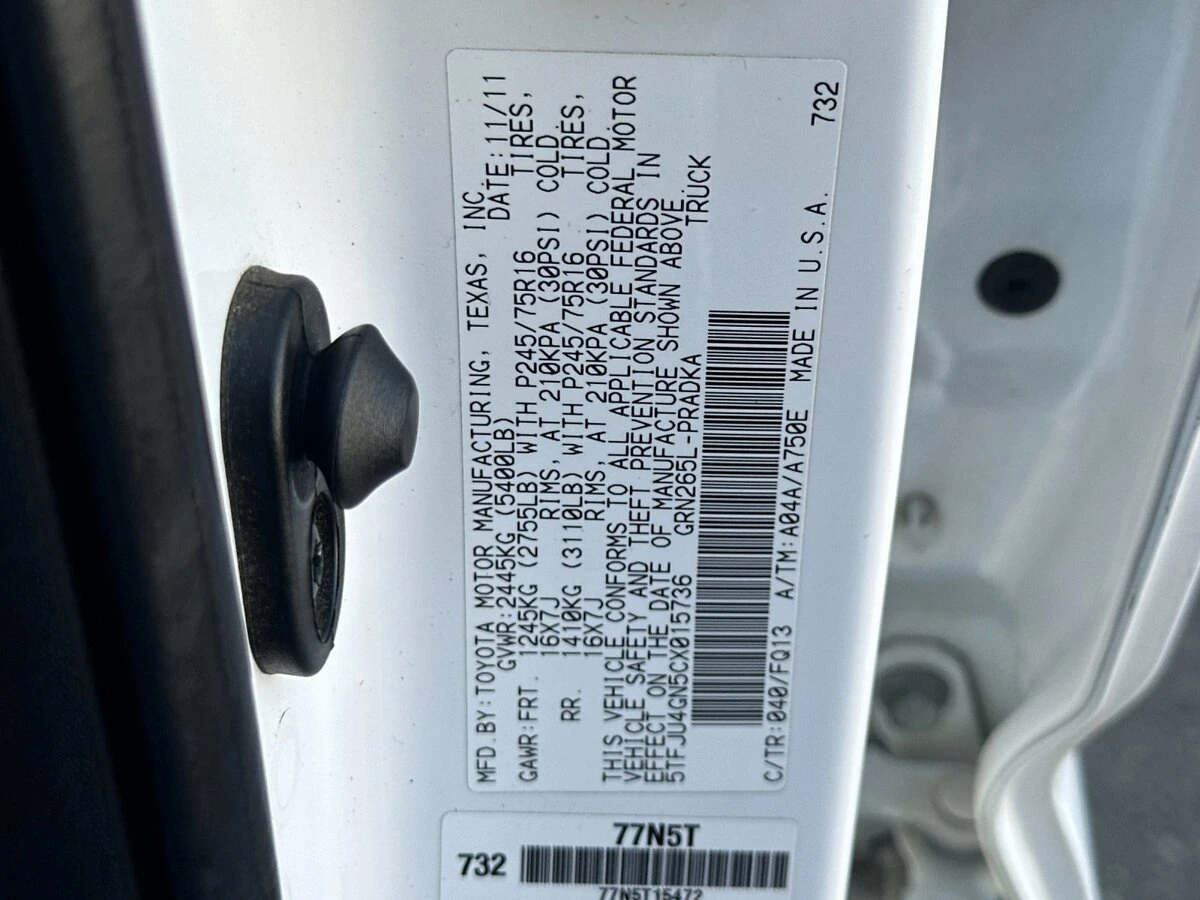 MFD.BY:TOYOTA MOTOR MANUFACTURING, TEXAS, INC.
GVWR:2445KG (5400LB) DATE:11/11
GAWR:FRT. 1245KG (2755LB) WITH P245/75R16 TIRES,
16X7J RIMS, AT 210KPA (30PSI) COLD
RR. 1410KG (3110LB) WITH P245/75R16 TIRES,
16X7J RIMS, AT 210KPA (30PSI) COLD
THIS VEHICLE CONFORMS TO ALL APPLICABLE FEDERAL MOTOR
VEHICLE SAFETY AND THEFT PREVENTION STANDARDS IN
EFFECT ON THE DATE OF MANUFACTURE SHOWN ABOVE.
5TFJU4GN5CX015736 GRN265L-PRADKA TRUCK
C/TR:040/FQ13 A/TM:A04A/A750E MADE IN U.S.A. 732
77N5T
732
77N5T15472